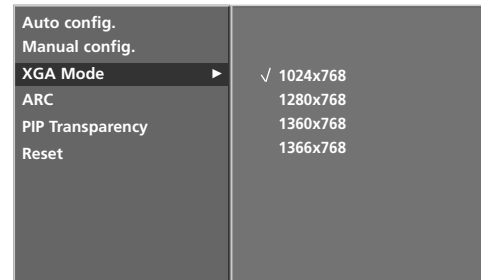 Auto config.
Manual config.
XGA Mode ►
ARC
PIP Transparency
Reset
√ 1024x768
1280x768
1360x768
1366x768